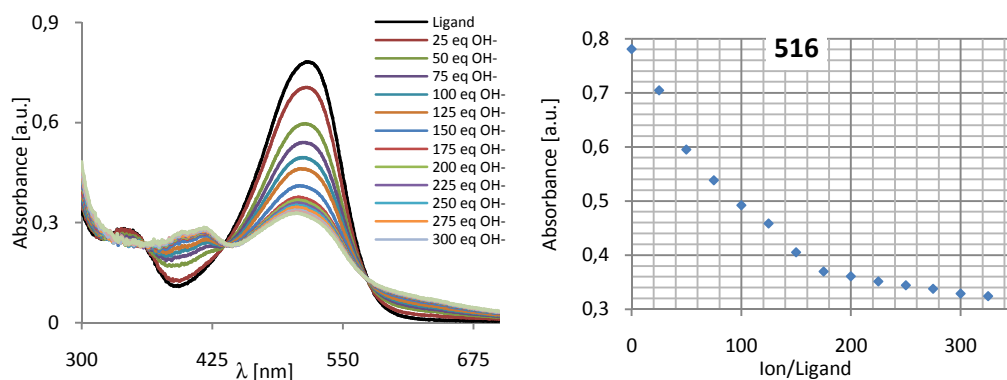 0,9
0,6
0,3
0
Absorbance [a.u.]
300
425
550
675
λ [nm]
Ligand
25 eq OH-
50 eq OH-
75 eq OH-
100 eq OH-
125 eq OH-
150 eq OH-
175 eq OH-
200 eq OH-
225 eq OH-
250 eq OH-
275 eq OH-
300 eq OH-
516
0,8
0,7
0,6
0,5
0,4
0,3
Absorbance [a.u.]
0
100
200
300
Ion/Ligand